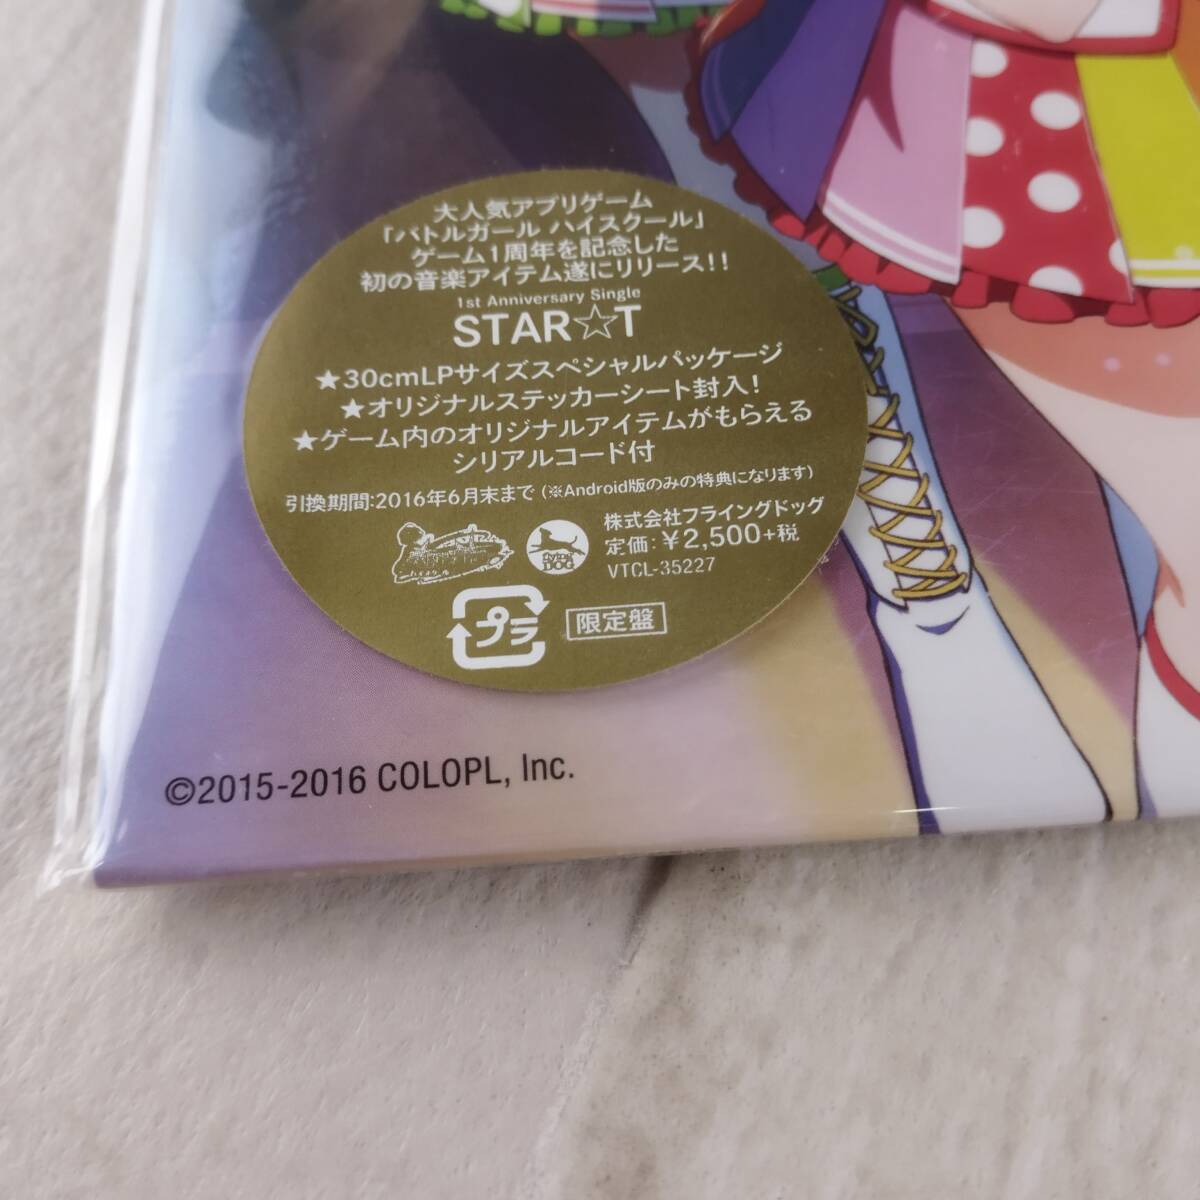 大人気アプリゲーム
「バトルガール ハイスクール」
ゲーム1周年を記念した
初の音楽アイテム遂にリリース!!
1st Anniversary Single
STAR☆T
★30cmLPサイズスペシャルパッケージ
★オリジナルステッカーシート封入!
★ゲーム内のオリジナルアイテムがもらえる
シリアルコード付
引換期間:2016年6月末まで (※Android版のみの特典になります)
flying DOG
株式会社フライングドッグ
定価:￥2,500+税
VTCL-35227
プラ
限定盤
©2015-2016 COLOPL, Inc.